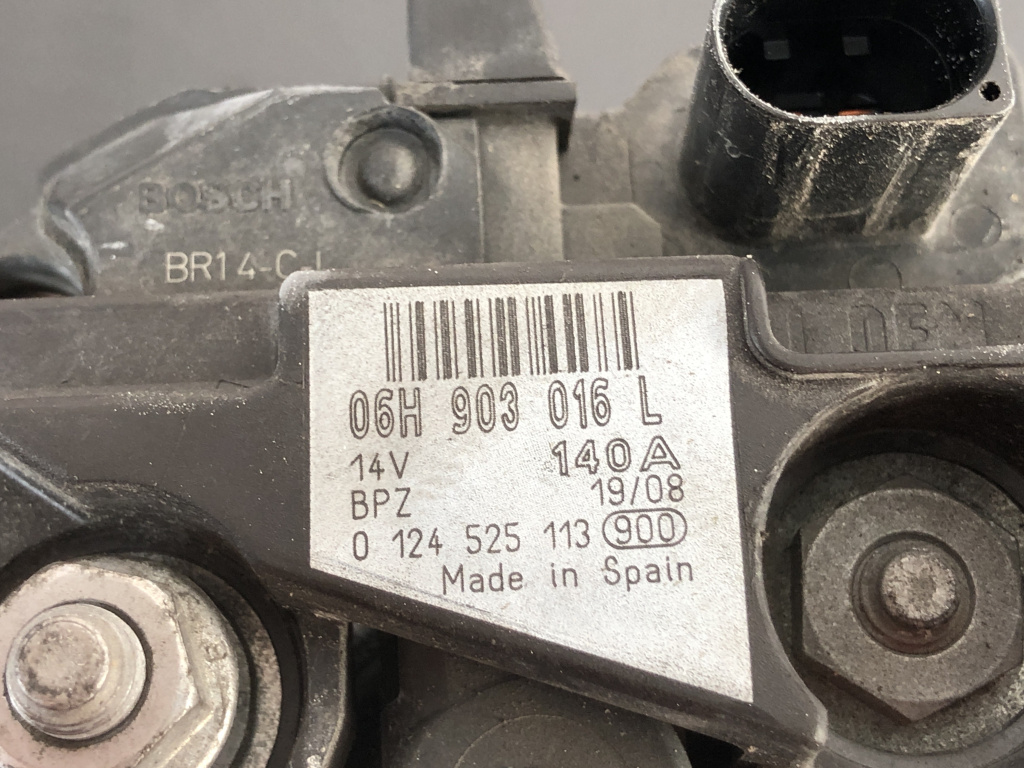 BOSCH
BR14-C
06H 903 016 L
14V 140A
BPZ 19/08
0 124 525 113 900
Made in Spain